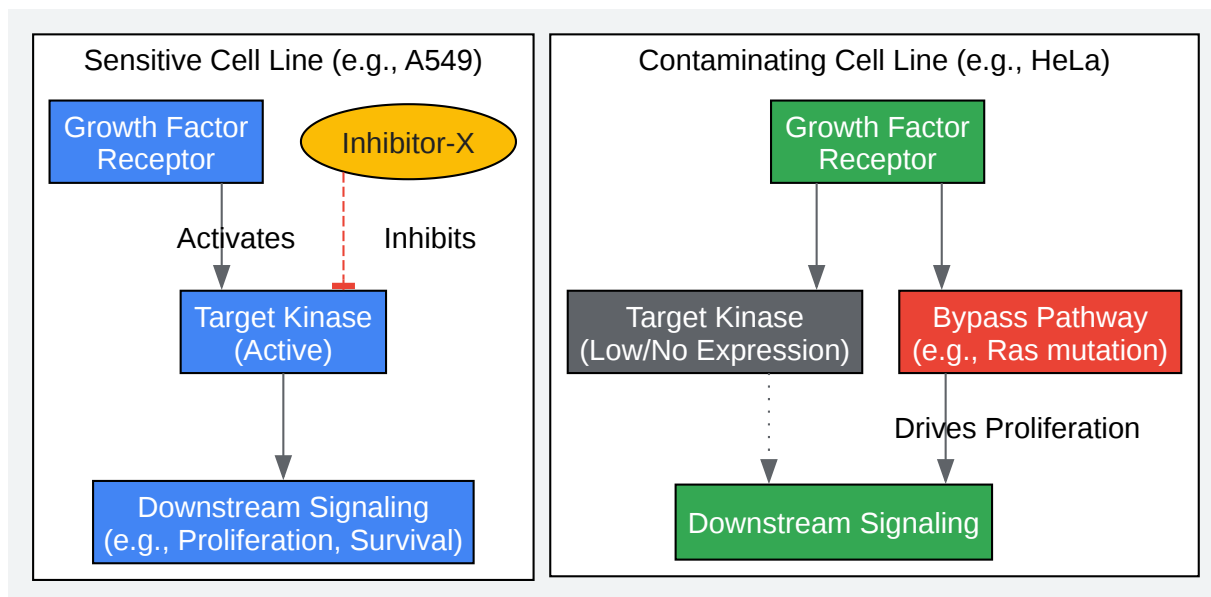 Sensitive Cell Line (e.g., A549)
Growth Factor
Receptor
Inhibitor-X
Activates
Inhibits
Target Kinase
(Active)
Downstream Signaling
(e.g., Proliferation, Survival)
Contaminating Cell Line (e.g., HeLa)
Growth Factor
Receptor
Target Kinase
(Low/No Expression)
Bypass Pathway
(e.g., Ras mutation)
Drives Proliferation
Downstream Signaling